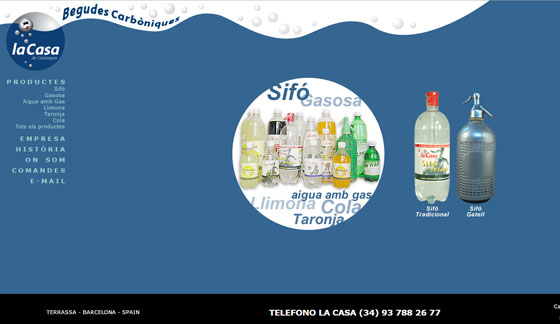 Begudes Carbòniques
laCasa
PRODUCTES
Sifó
Gasosa
Aigua amb Gas
Llimona
Taronja
Cola
Tots els productes
EMPRESA
HISTÒRIA
ON SOM
COMANDES
E-MAIL
Sifó
Gasosa
aigua amb gas
Llimona
Cola
Taronja
laCasa
Sifó
Tradicional
Sifó
Gatell
TERRASSA - BARCELONA - SPAIN
TELEFONO LA CASA (34) 93 788 26 77
Ca